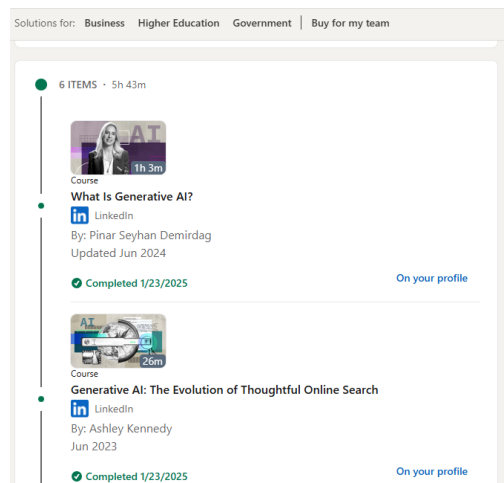 Solutions for: Business Higher Education Government | Buy for my team
6 ITEMS • 5h 43m
AI
1h 3m
Course
What Is Generative AI?
in LinkedIn
By: Pinar Seyhan Demirdag
Updated Jun 2024
Completed 1/23/2025
On your profile
AI
26m
Course
Generative AI: The Evolution of Thoughtful Online Search
in LinkedIn
By: Ashley Kennedy
Jun 2023
Completed 1/23/2025
On your profile